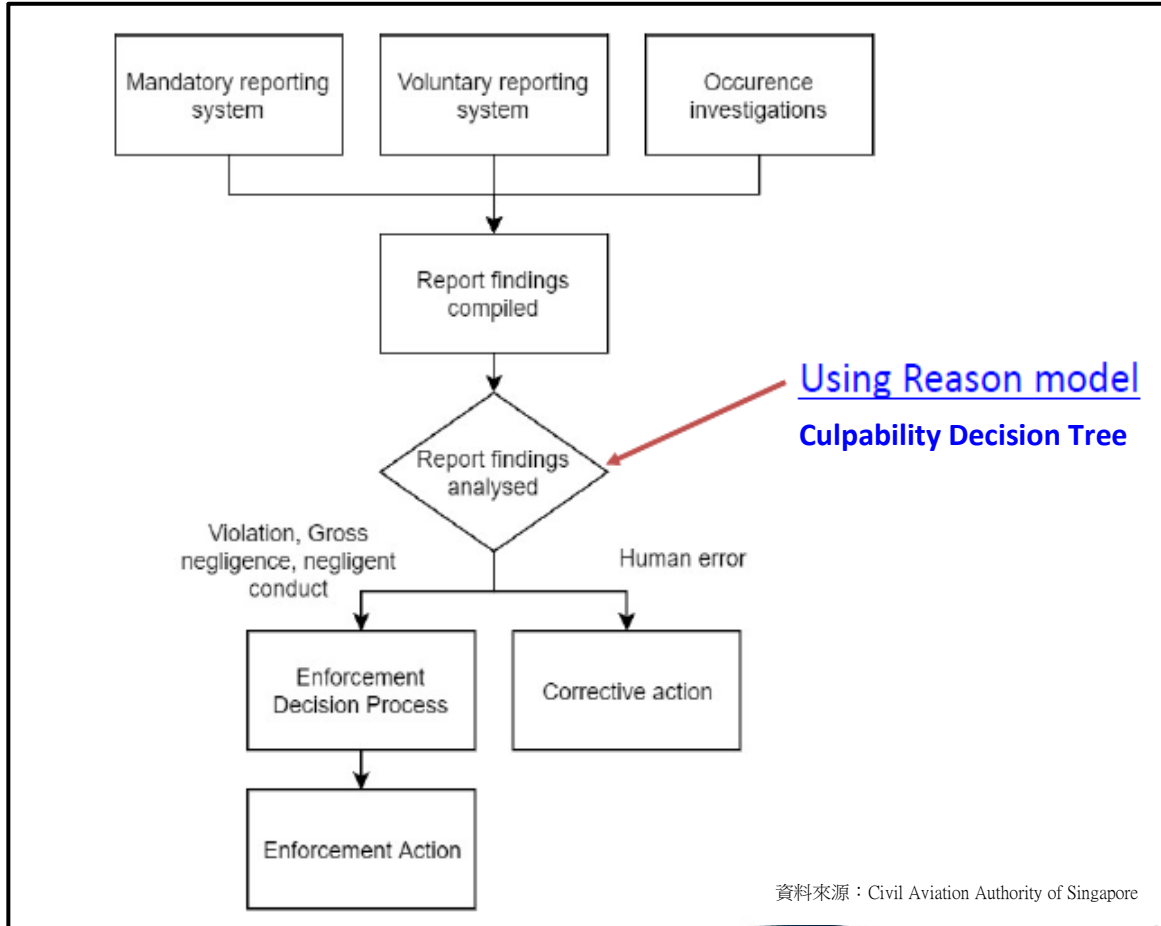 Mandatory reporting
system
Voluntary reporting
system
Occurence
investigations
Report findings
compiled
Using Reason model
Culpability Decision Tree
Report findings
analysed
Violation, Gross
negligence, negligent
conduct
Human error
Enforcement
Decision Process
Corrective action
Enforcement Action
資料來源：Civil Aviation Authority of Singapore